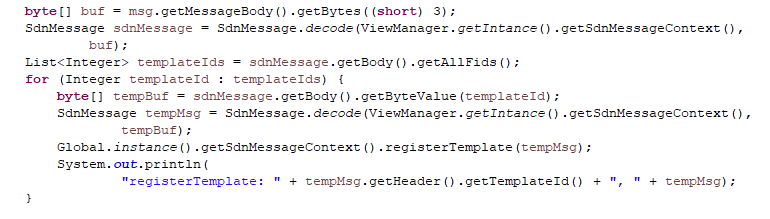 byte[] buf = msg.getMessageBody().getBytes((short) 3);
SdnMessage sdnMessage = SdnMessage.decode(ViewManager.getIntance().getSdnMessageContext(),
        buf);
List<Integer> templateIds = sdnMessage.getBody().getAllFids();
for (Integer templateId : templateIds) {
    byte[] tempBuf = sdnMessage.getBody().getByteValue(templateId);
    SdnMessage tempMsg = SdnMessage.decode(ViewManager.getIntance().getSdnMessageContext(),
            tempBuf);
    Global.instance().getSdnMessageContext().registerTemplate(tempMsg);
    System.out.println(
            "registerTemplate: " + tempMsg.getHeader().getTemplateId() + ", " + tempMsg);
}